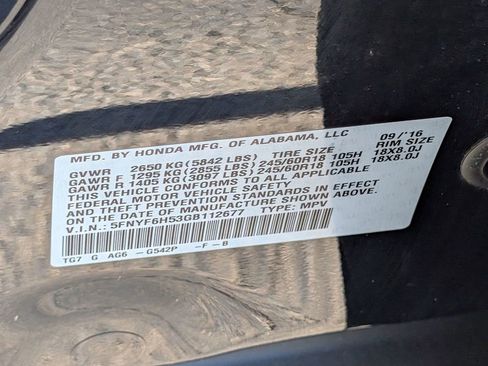 MFD. BY HONDA MFG. OF ALABAMA, LLC 09/'16
GVWR 2650 KG(5842 LBS) TIRE SIZE RIM SIZE
GAWR F 1295 KG(2855 LBS)245/60R18 105H 18X8.0J
GAWR R 1405 KG(3097 LBS)245/60R18 105H 18X8.0J
THIS VEHICLE CONFORMS TO ALL APPLICABLE
FEDERAL MOTOR VEHICLE SAFETY
AND THEFT PREVENTION STANDARDS IN EFFECT
ON THE DATE OF MANUFACTURE SHOWN ABOVE.
V.I.N.: 5FNYF6H53GB112677 TYPE: MPV
TG7 G AG6 -G542P -F-B